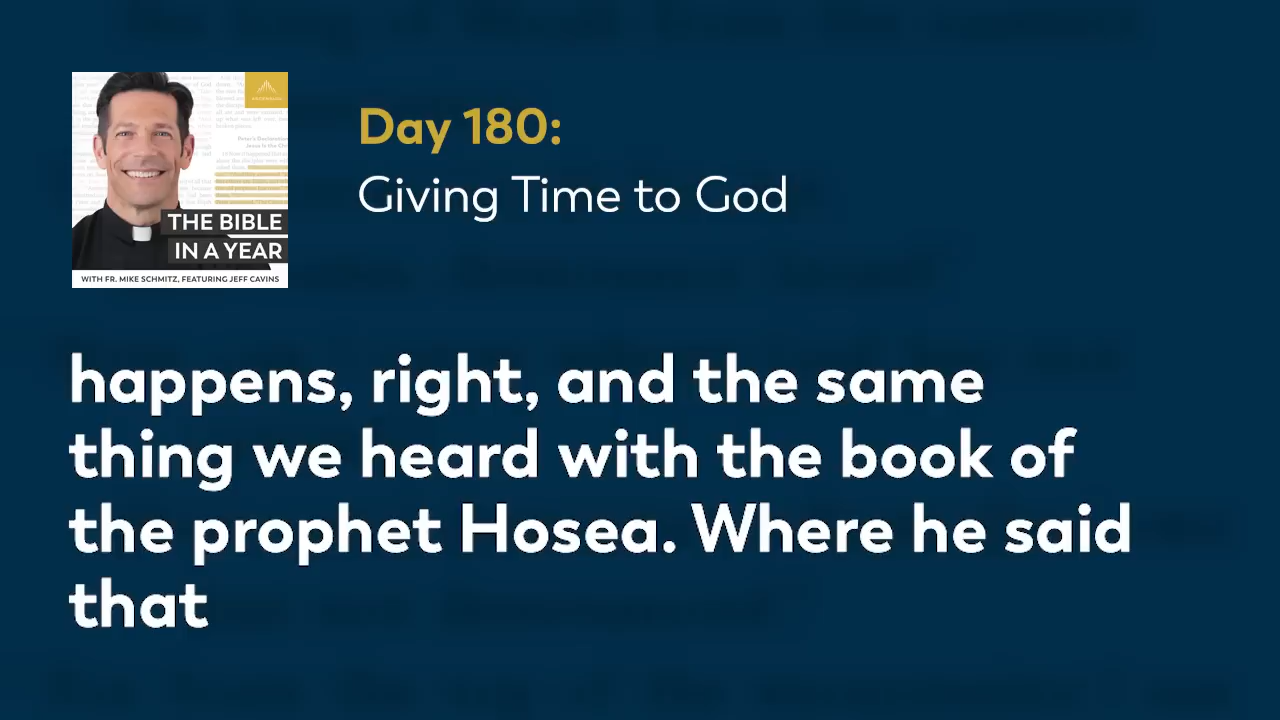 Day 180:
Giving Time to God
THE BIBLE
IN A YEAR
WITH FR. MIKE SCHMITZ, FEATURING JEFF CAVINS
happens, right, and the same
thing we heard with the book of
the prophet Hosea. Where he said
that